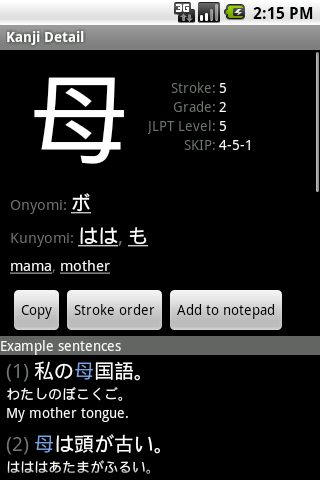 3G 2:15 PM
Kanji Detail
母
Stroke: 5
Grade: 2
JLPT Level: 5
SKIP: 4-5-1
Onyomi: ボ
Kunyomi: はは, も
mama, mother
Copy Stroke order Add to notepad
Example sentences
(1) 私の母国語。
わたしのぼこくご。
My mother tongue.
(2) 母は頭が古い。
はははあたまがふるい。